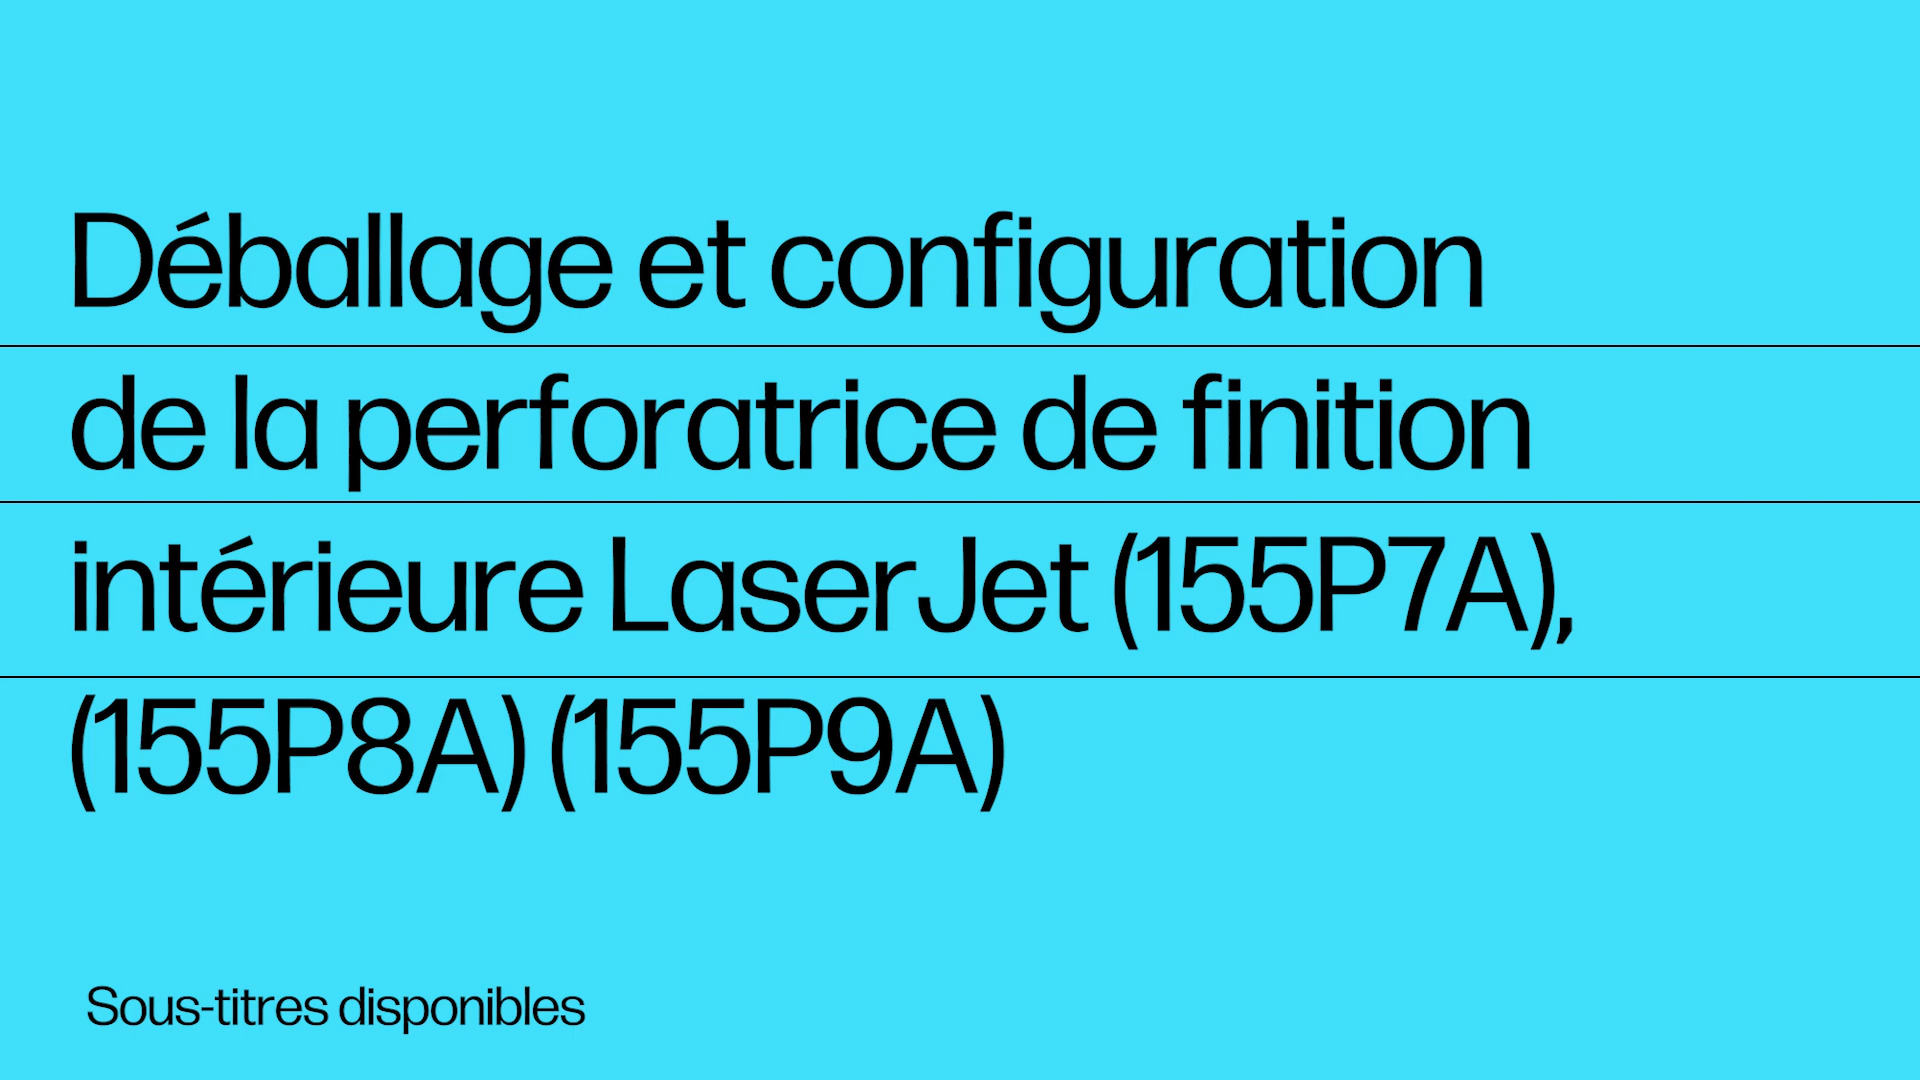 Déballage et configuration
de la perforatrice de finition
intérieure LaserJet (155P7A),
(155P8A) (155P9A)
Sous-titres disponibles